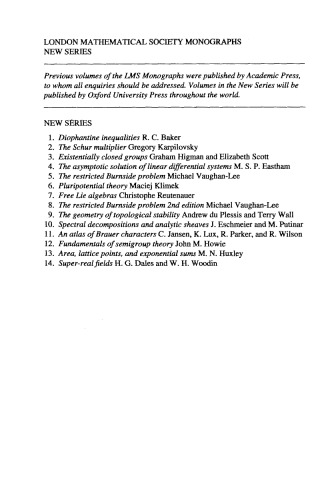 LONDON MATHEMATICAL SOCIETY MONOGRAPHS
NEW SERIES
Previous volumes of the LMS Monographs were published by Academic Press,
to whom all enquiries should be addressed. Volumes in the New Series will be
published by Oxford University Press throughout the world.
NEW SERIES
1. Diophantine inequalities R. C. Baker
2. The Schur multiplier Gregory Karpilovsky
3. Existentially closed groups Graham Higman and Elizabeth Scott
4. The asymptotic solution of linear differential systems M. S. P. Eastham
5. The restricted Burnside problem Michael Vaughan-Lee
6. Pluripotential theory Maciej Klimek
7. Free Lie algebras Christophe Reutenauer
8. The restricted Burnside problem 2nd edition Michael Vaughan-Lee
9. The geometry of topological stability Andrew du Plessis and Terry Wall
10. Spectral decompositions and analytic sheaves J. Eschmeier and M. Putinar
11. An atlas of Brauer characters C. Jansen, K. Lux, R. Parker, and R. Wilson
12. Fundamentals of semigroup theory John M. Howie
13. Area, lattice points, and exponential sums M. N. Huxley
14. Super-real fields H. G. Dales and W. H. Woodin